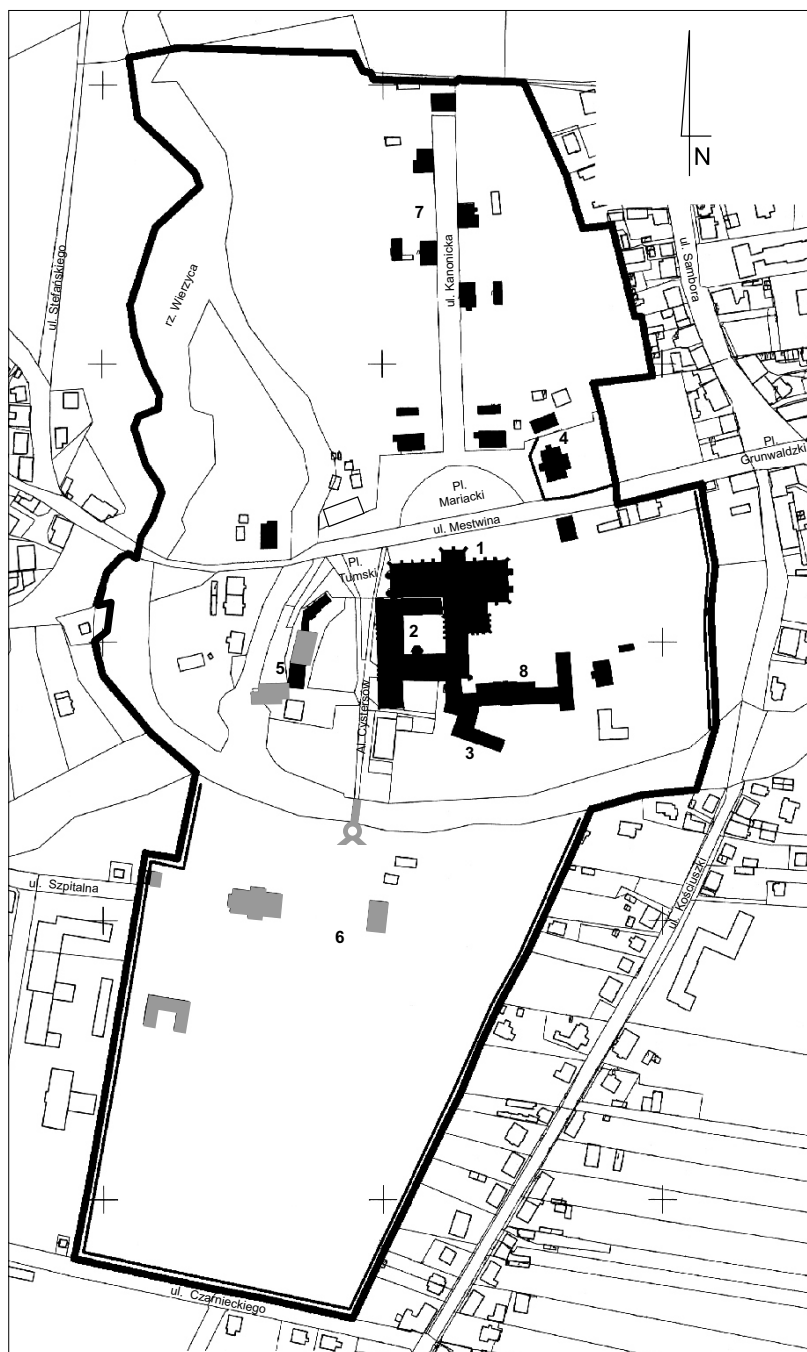 N
ul. Stefańskiego
rz. Wierzyca
7
ul. Kanonicka
ul. Sambora
4
Pl.
Grunwaldzki
Pl.
Mariacki
ul. Mestwina
1
Pl.
Tumski
2
5
8
3
Al.Cystersów
ul. Szpitalna
6
ul. Kościuszki
ul. Czarnieckiego